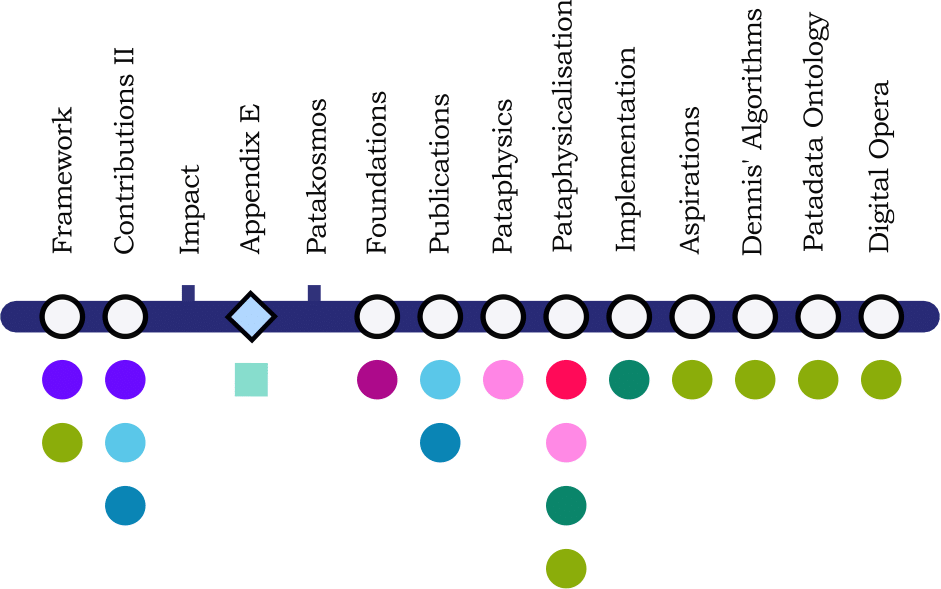 Framework
Contributions II
Impact
Appendix E
Patakosmos
Foundations
Publications
Pataphysics
Pataphysicalisation
Implementation
Aspirations
Dennis' Algorithms
Patadata Ontology
Digital Opera